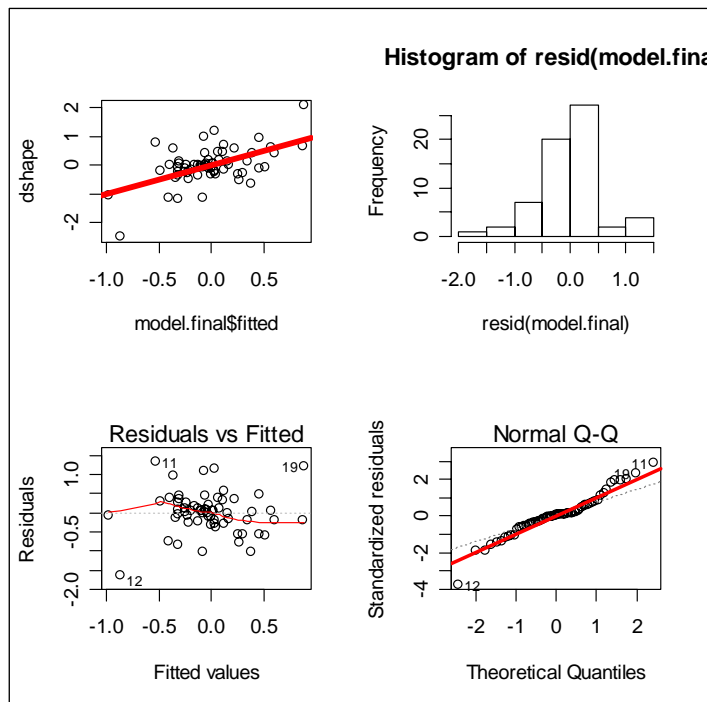 Histogram of resid(model.fina
dshape
2
1
0
-2
-1.0 -0.5 0.0 0.5
model.final$fitted
Frequency
20
0
-2.0 -1.0 0.0 1.0
resid(model.final)
Residuals vs Fitted
Residuals
1.0
-0.5
-2.0
11
19
12
-1.0 -0.5 0.0 0.5
Fitted values
Normal Q-Q
Standardized residuals
2
0
-2
-4
11
19
12
-2 -1 0 1 2
Theoretical Quantiles